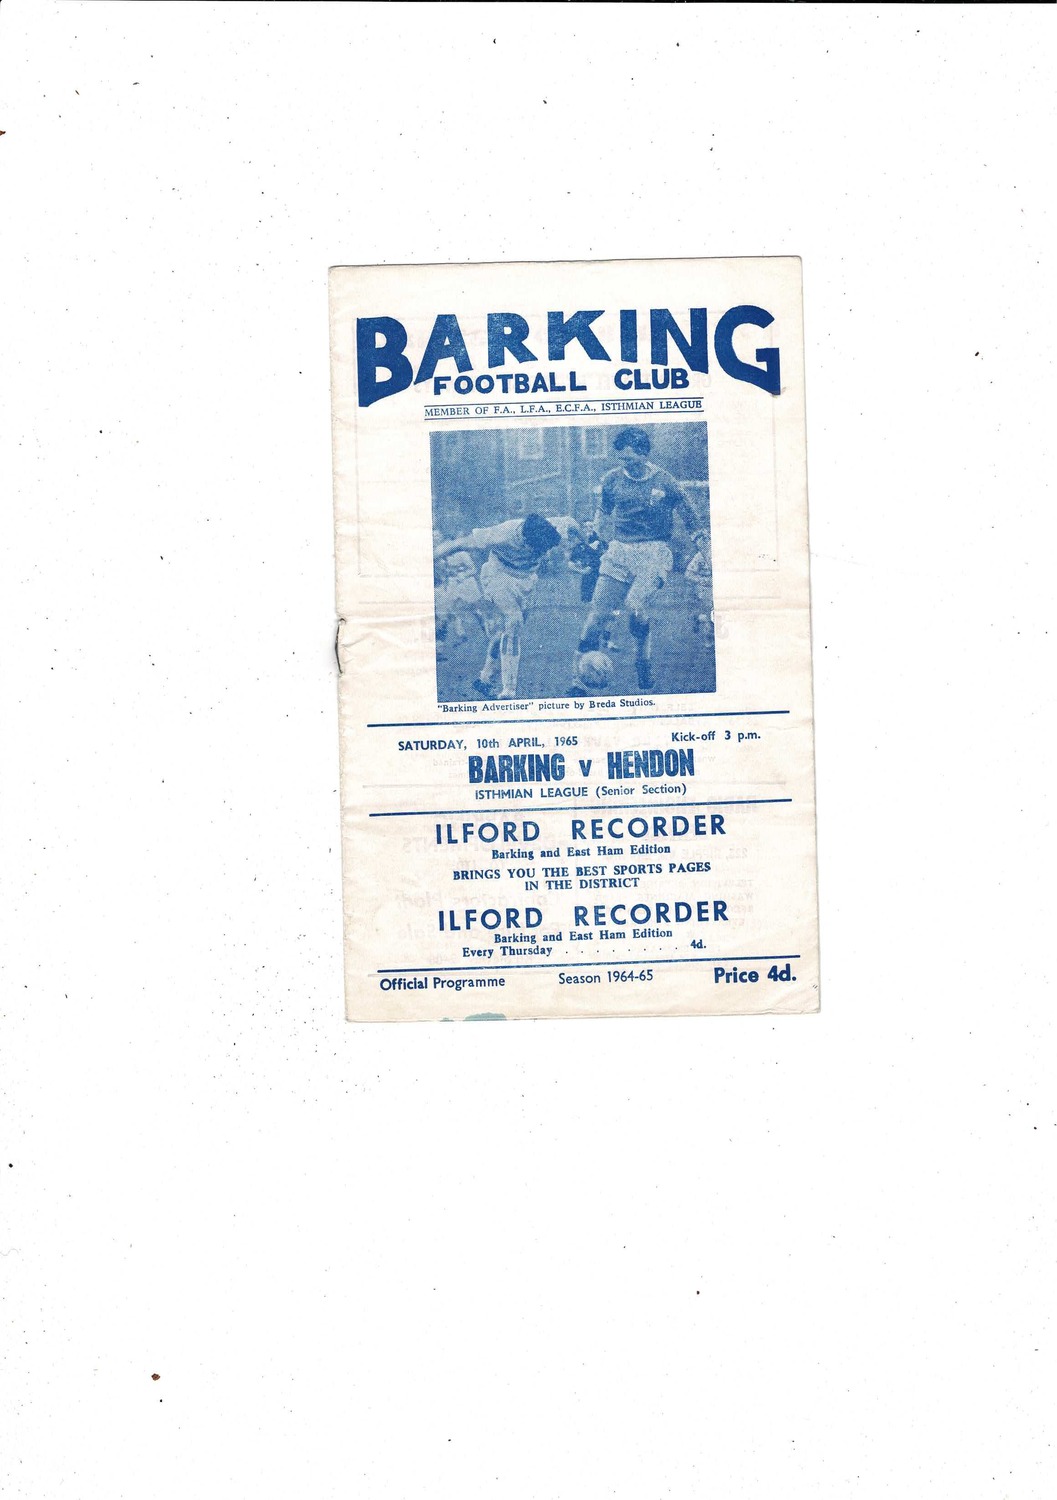 BARKING
FOOTBALL CLUB
MEMBER OF F.A., L.F.A., E.C.F.A., ISTHMIAN LEAGUE
"Barking Advertiser" picture by Breda Studios.
SATURDAY, 10th APRIL, 1965 Kick-off 3 p.m.
BARKING v HENDON
ISTHMIAN LEAGUE (Senior Section)
ILFORD RECORDER
Barking and East Ham Edition
BRINGS YOU THE BEST SPORTS PAGES
IN THE DISTRICT
ILFORD RECORDER
Barking and East Ham Edition
Every Thursday . . . . . . . . 4d.
Official Programme Season 1964-65 Price 4d.